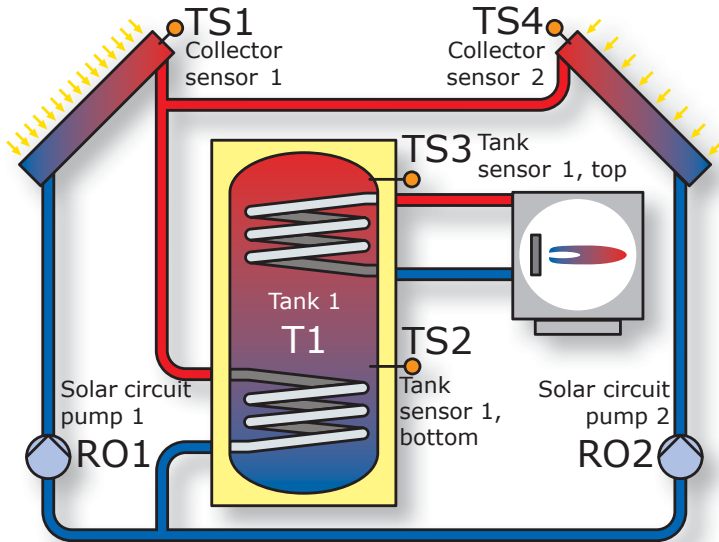 TS1
Collector
sensor 1
TS4
Collector
sensor 2
TS3
Tank
sensor 1, top
Tank 1
T1
TS2
Tank
sensor 1,
bottom
Solar circuit
pump 1
RO1
Solar circuit
pump 2
RO2